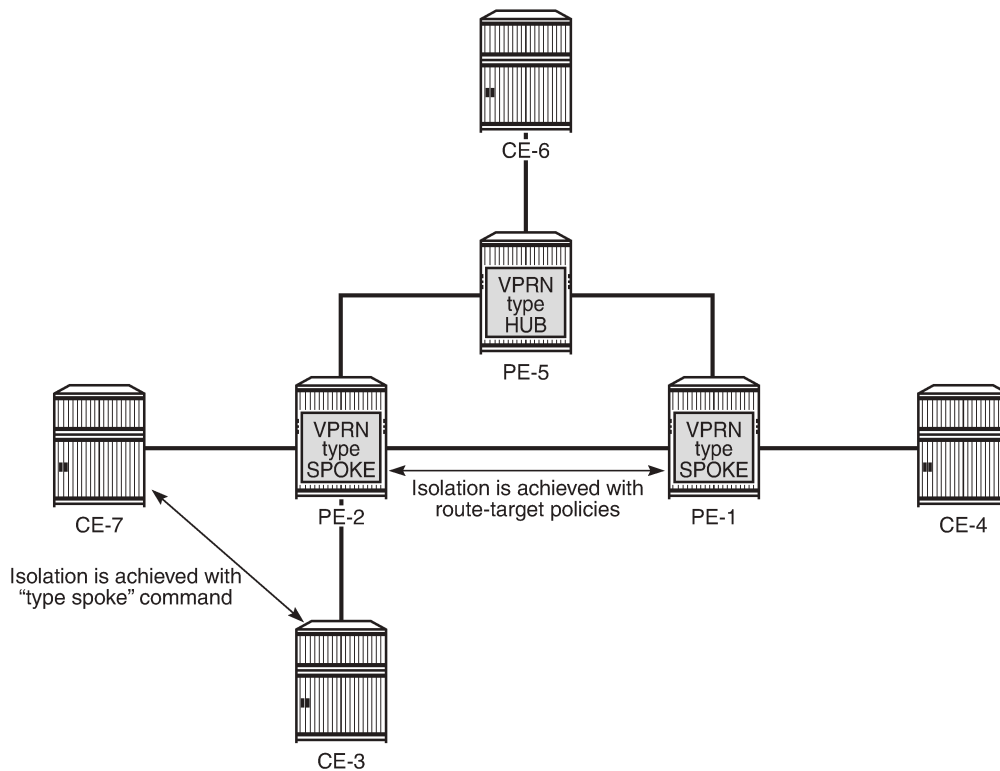 CE-6
VPRN
type
HUB
PE-5
VPRN
type
SPOKE
VPRN
type
SPOKE
Isolation is achieved with
route-target policies
CE-7
PE-2
PE-1
CE-4
Isolation is achieved with
“type spoke” command
CE-3